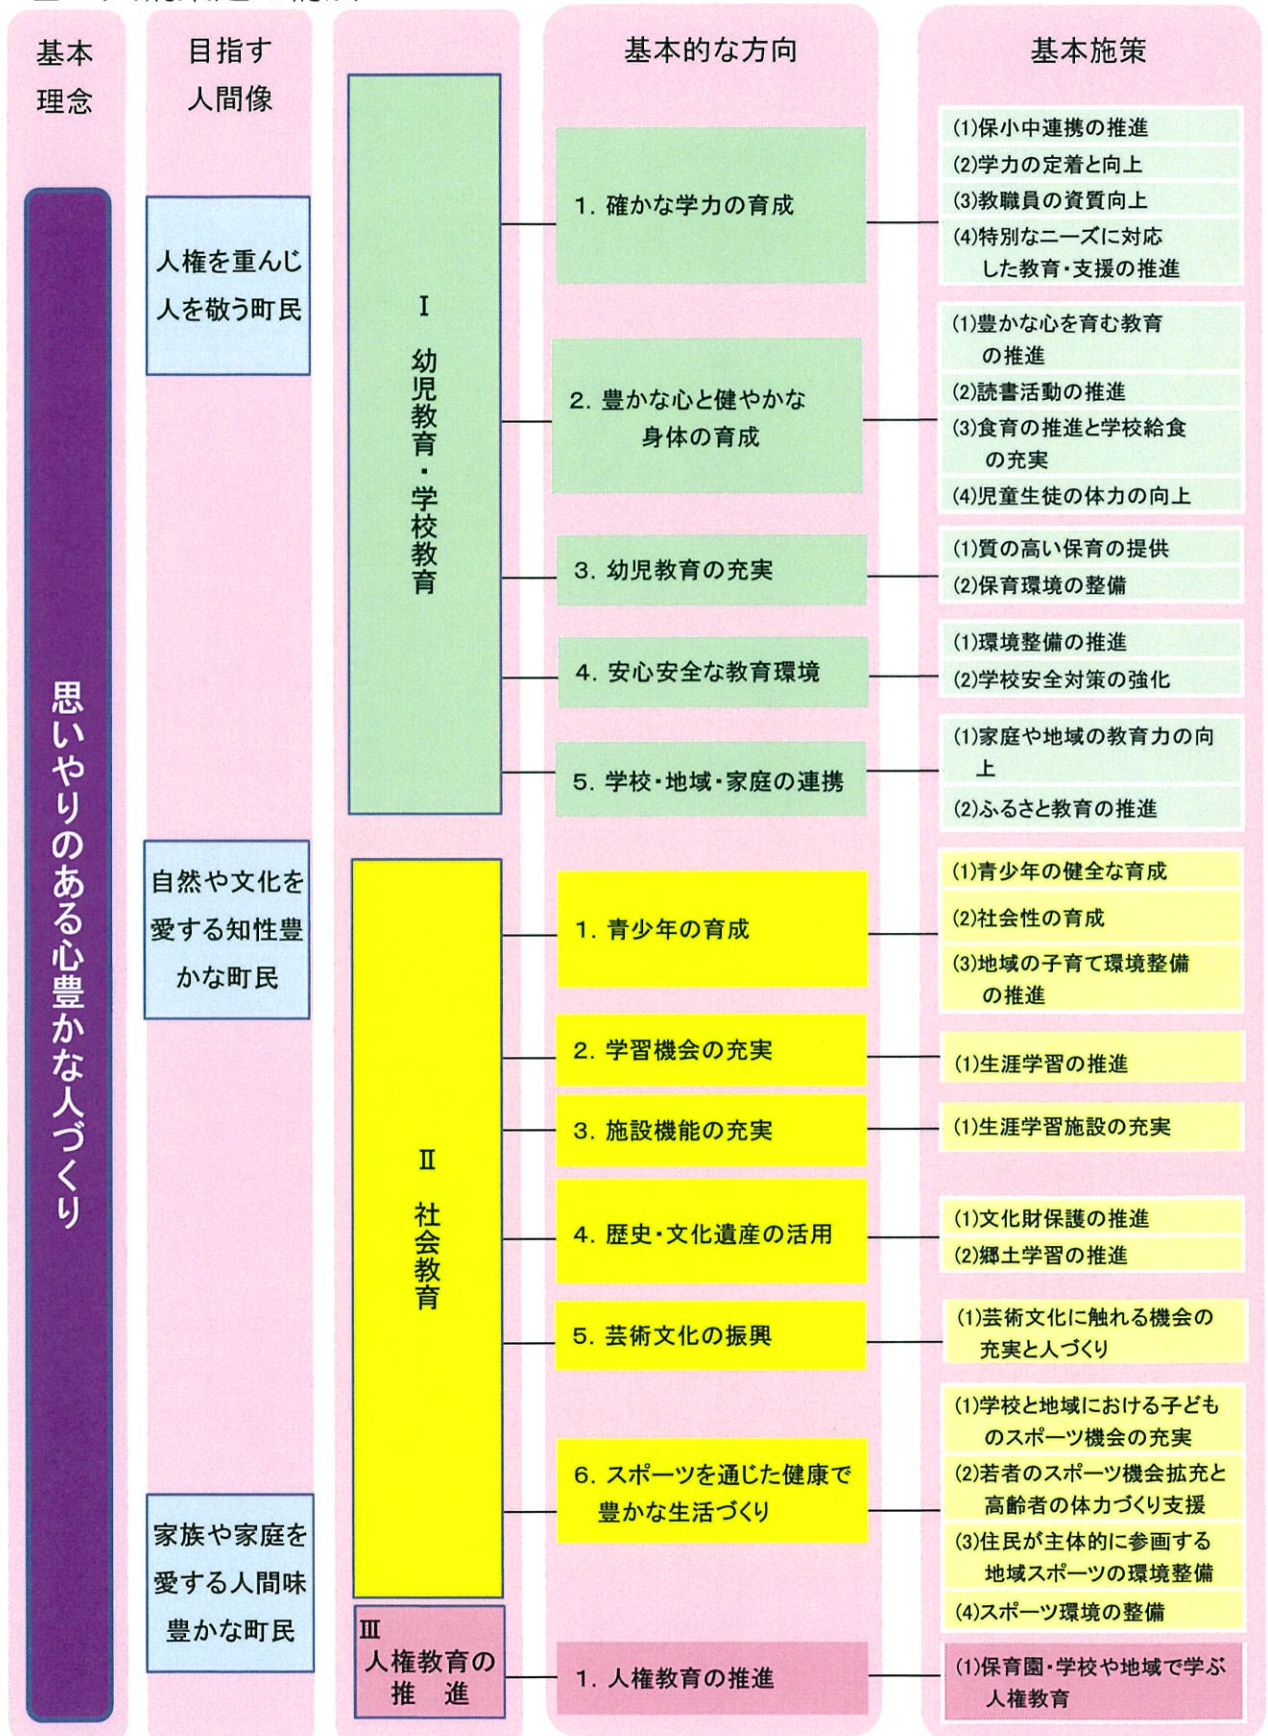 基本
理念
目指す
人間像
基本的な方向
基本施策
思いやりのある心豊かな人づくり
人権を重んじ
人を敬う町民
自然や文化を
愛する知性豊
かな町民
家族や家庭を
愛する人間味
豊かな町民
Ⅰ 幼児教育・学校教育
1. 確かな学力の育成
(1)保小中連携の推進
(2)学力の定着と向上
(3)教職員の資質向上
(4)特別なニーズに対応
した教育・支援の推進
2. 豊かな心と健やかな
身体の育成
(1)豊かな心を育む教育
の推進
(2)読書活動の推進
(3)食育の推進と学校給食
の充実
(4)児童生徒の体力の向上
3. 幼児教育の充実
(1)質の高い保育の提供
(2)保育環境の整備
4. 安心安全な教育環境
(1)環境整備の推進
(2)学校安全対策の強化
5. 学校・地域・家庭の連携
(1)家庭や地域の教育力の向
上
(2)ふるさと教育の推進
Ⅱ 社会教育
1. 青少年の育成
(1)青少年の健全な育成
(2)社会性の育成
(3)地域の子育て環境整備
の推進
2. 学習機会の充実
(1)生涯学習の推進
3. 施設機能の充実
(1)生涯学習施設の充実
4. 歴史・文化遺産の活用
(1)文化財保護の推進
(2)郷土学習の推進
5. 芸術文化の振興
(1)芸術文化に触れる機会の
充実と人づくり
6. スポーツを通じた健康で
豊かな生活づくり
(1)学校と地域における子ども
のスポーツ機会の充実
(2)若者のスポーツ機会拡充と
高齢者の体力づくり支援
(3)住民が主体的に参画する
地域スポーツの環境整備
(4)スポーツ環境の整備
Ⅲ
人権教育の
推 進
1. 人権教育の推進
(1)保育園・学校や地域で学ぶ
人権教育